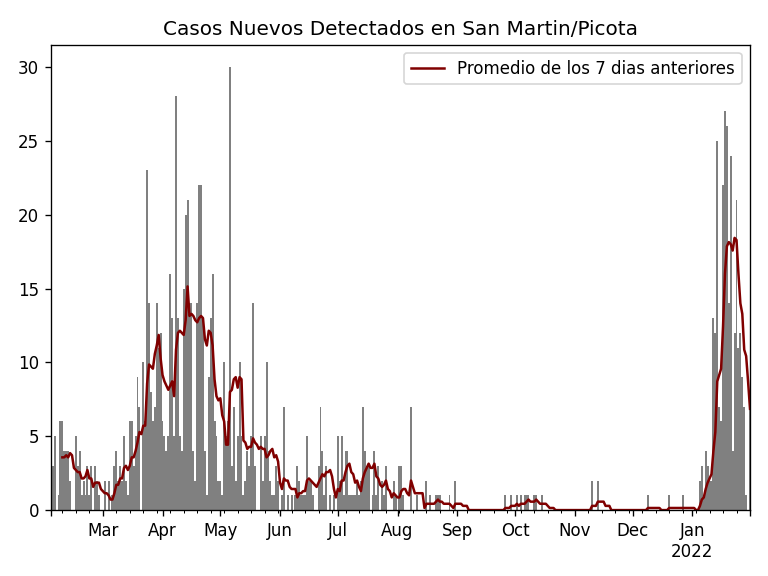 Casos Nuevos Detectados en San Martin/Picota
Promedio de los 7 dias anteriores
30
25
20
15
10
5
0
Mar Apr May Jun Jul Aug Sep Oct Nov Dec Jan
2022